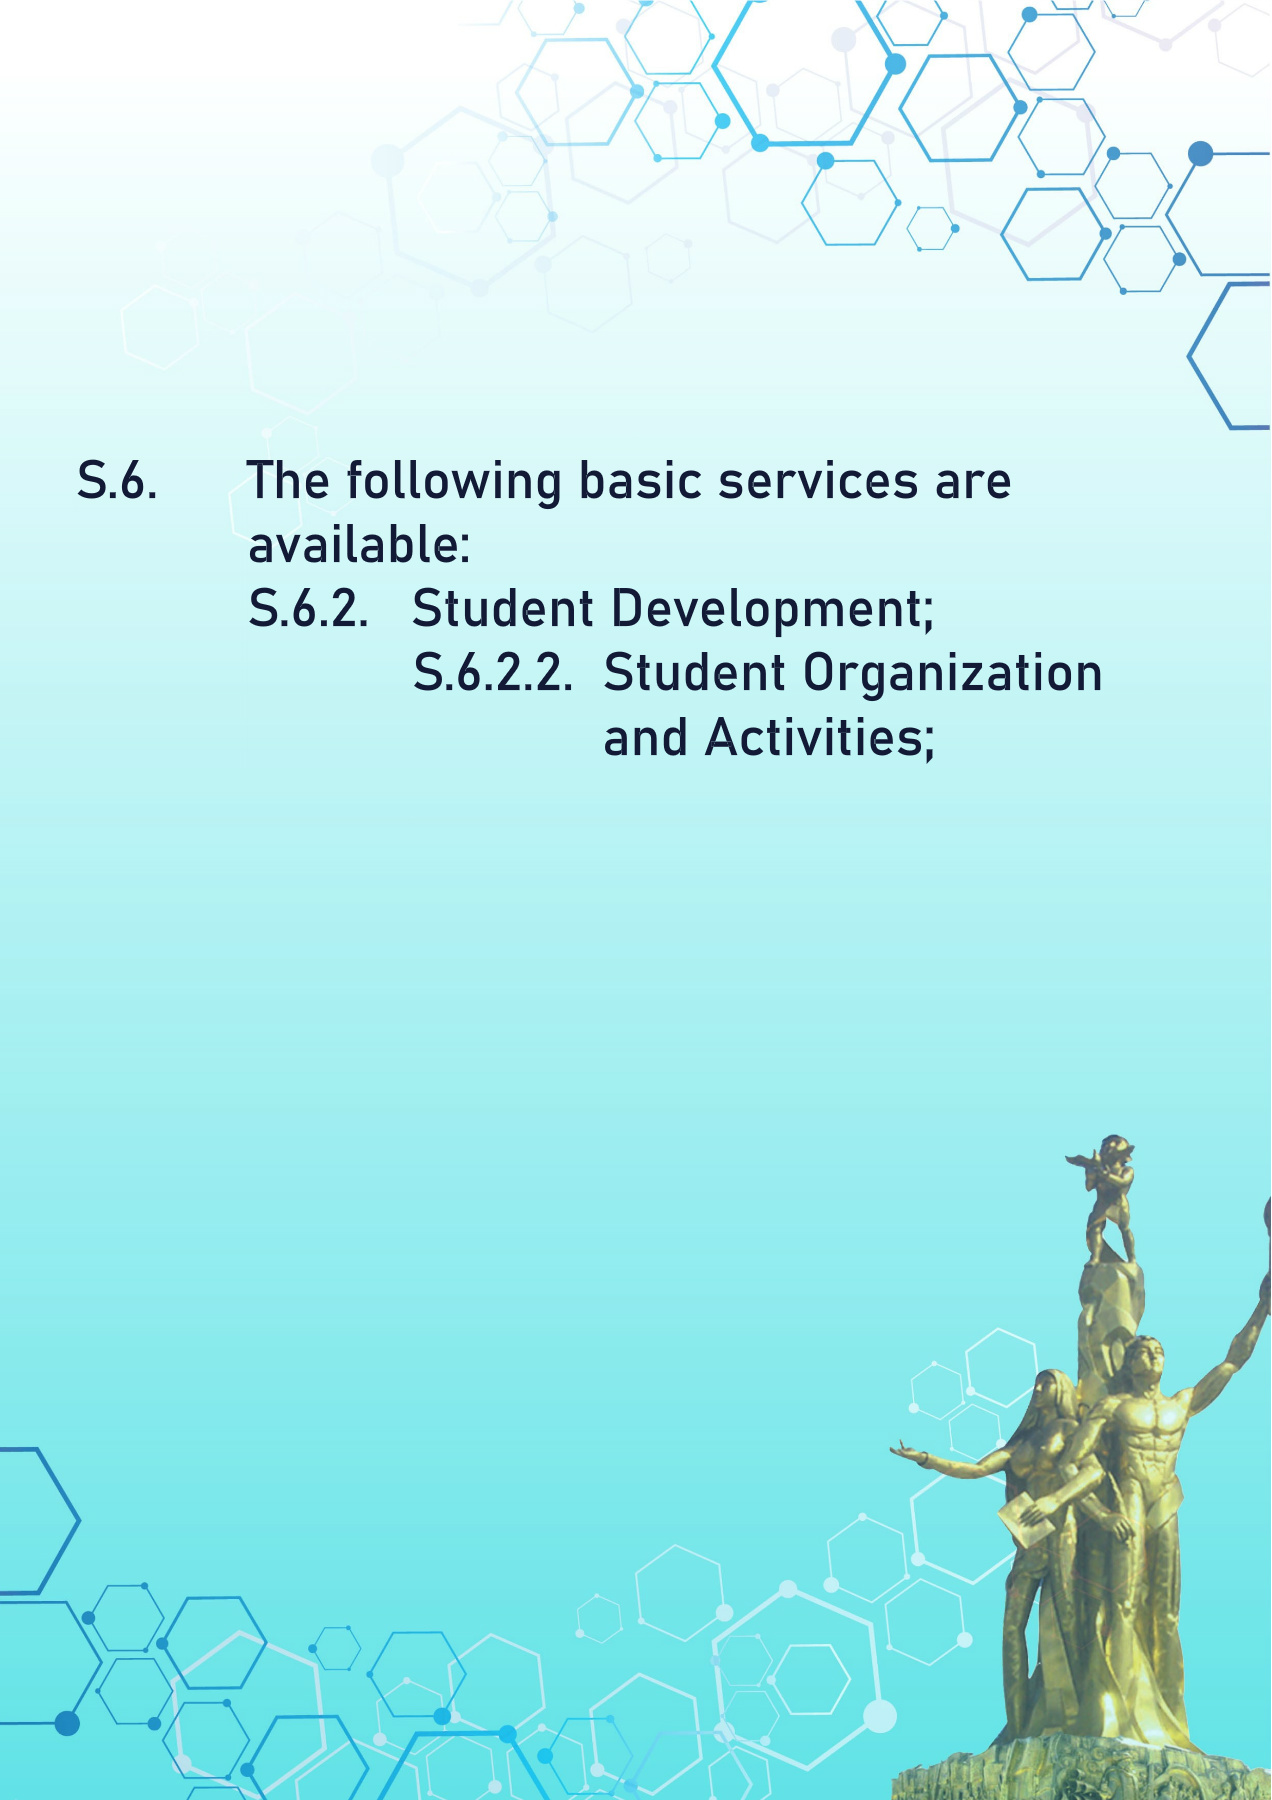 S.6. The following basic services are
available:
S.6.2. Student Development;
S.6.2.2. Student Organization
and Activities;